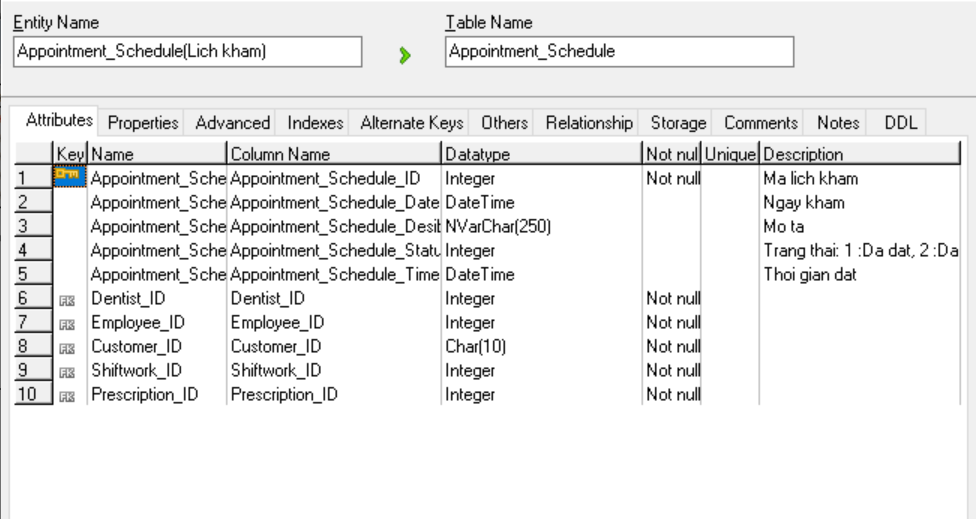 Entity Name Table Name
Appointment_Schedule(Lich kham) Appointment_Schedule
Attributes Properties Advanced Indexes Alternate Keys Others Relationship Storage Comments Notes DDL
Key Name Column Name Datatype Not nul Unique Description
1 Appointment_Sche Appointment_Schedule_ID Integer Not null Ma lich kham
2 Appointment_Sche Appointment_Schedule_Date DateTime Ngay kham
3 Appointment_Sche Appointment_Schedule_Desi NVarChar(250) Mo ta
4 Appointment_Sche Appointment_Schedule_Statu Integer Trang thai: 1 :Da dat, 2 :Da
5 Appointment_Sche Appointment_Schedule_Time DateTime Thoi gian dat
6 FK Dentist_ID Dentist_ID Integer Not null
7 FK Employee_ID Employee_ID Integer Not null
8 FK Customer_ID Customer_ID Char(10) Not null
9 FK Shiftwork_ID Shiftwork_ID Integer Not null
10 FK Prescription_ID Prescription_ID Integer Not null